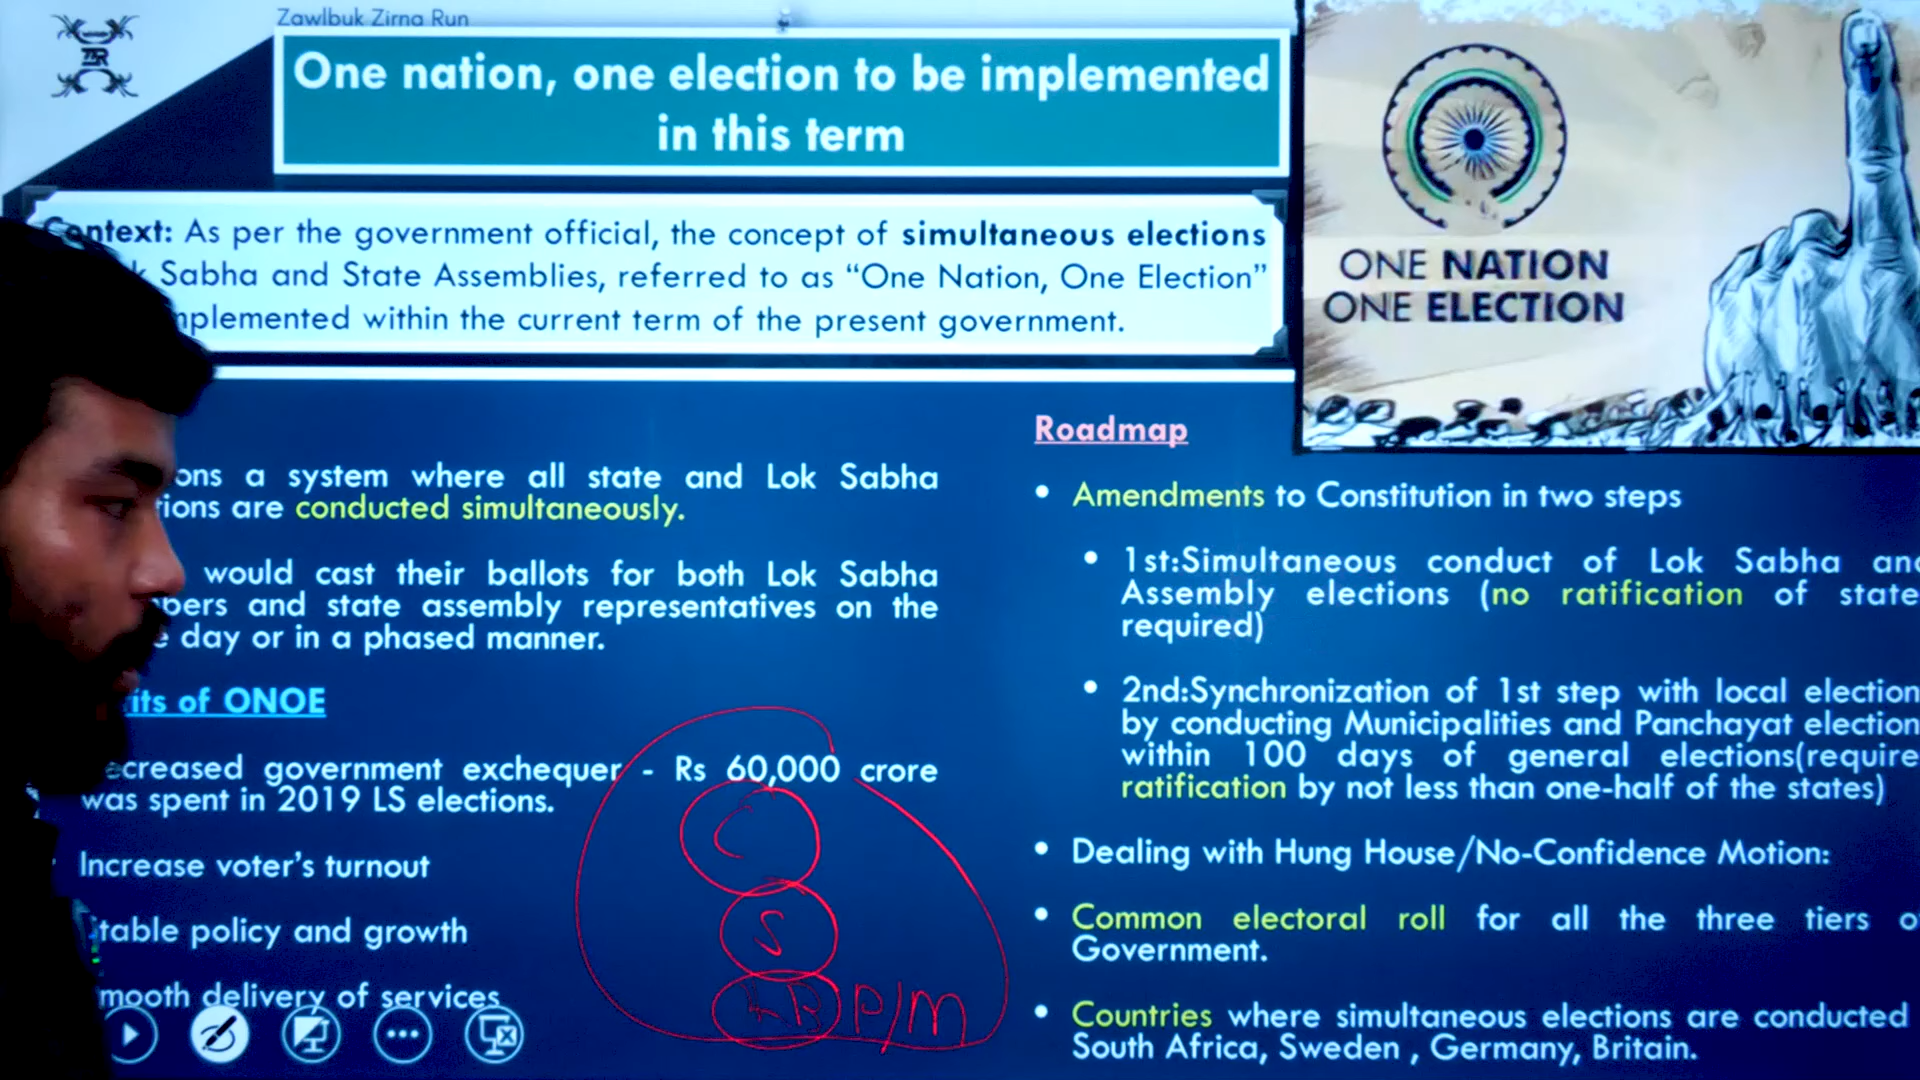 Zawlbuk Zirna Run
ZZR
One nation, one election to be implemented
in this term
Context: As per the government official, the concept of simultaneous elections
Sabha and State Assemblies, referred to as “One Nation, One Election”
mplemented within the current term of the present government.
ONE NATION
ONE ELECTION
ons a system where all state and Lok Sabha
ions are conducted simultaneously.
would cast their ballots for both Lok Sabha
bers and state assembly representatives on the
e day or in a phased manner.
its of ONOE
ecreased government exchequer - Rs 60,000 crore
was spent in 2019 LS elections.
Increase voter’s turnout
table policy and growth
mooth delivery of services
C
S
P/M
Roadmap
• Amendments to Constitution in two steps
• 1st:Simultaneous conduct of Lok Sabha and
Assembly elections (no ratification of state
required)
• 2nd:Synchronization of 1st step with local election
by conducting Municipalities and Panchayat election
within 100 days of general elections(require
ratification by not less than one-half of the states)
• Dealing with Hung House/No-Confidence Motion:
• Common electoral roll for all the three tiers o
Government.
• Countries where simultaneous elections are conducted
South Africa, Sweden , Germany, Britain.